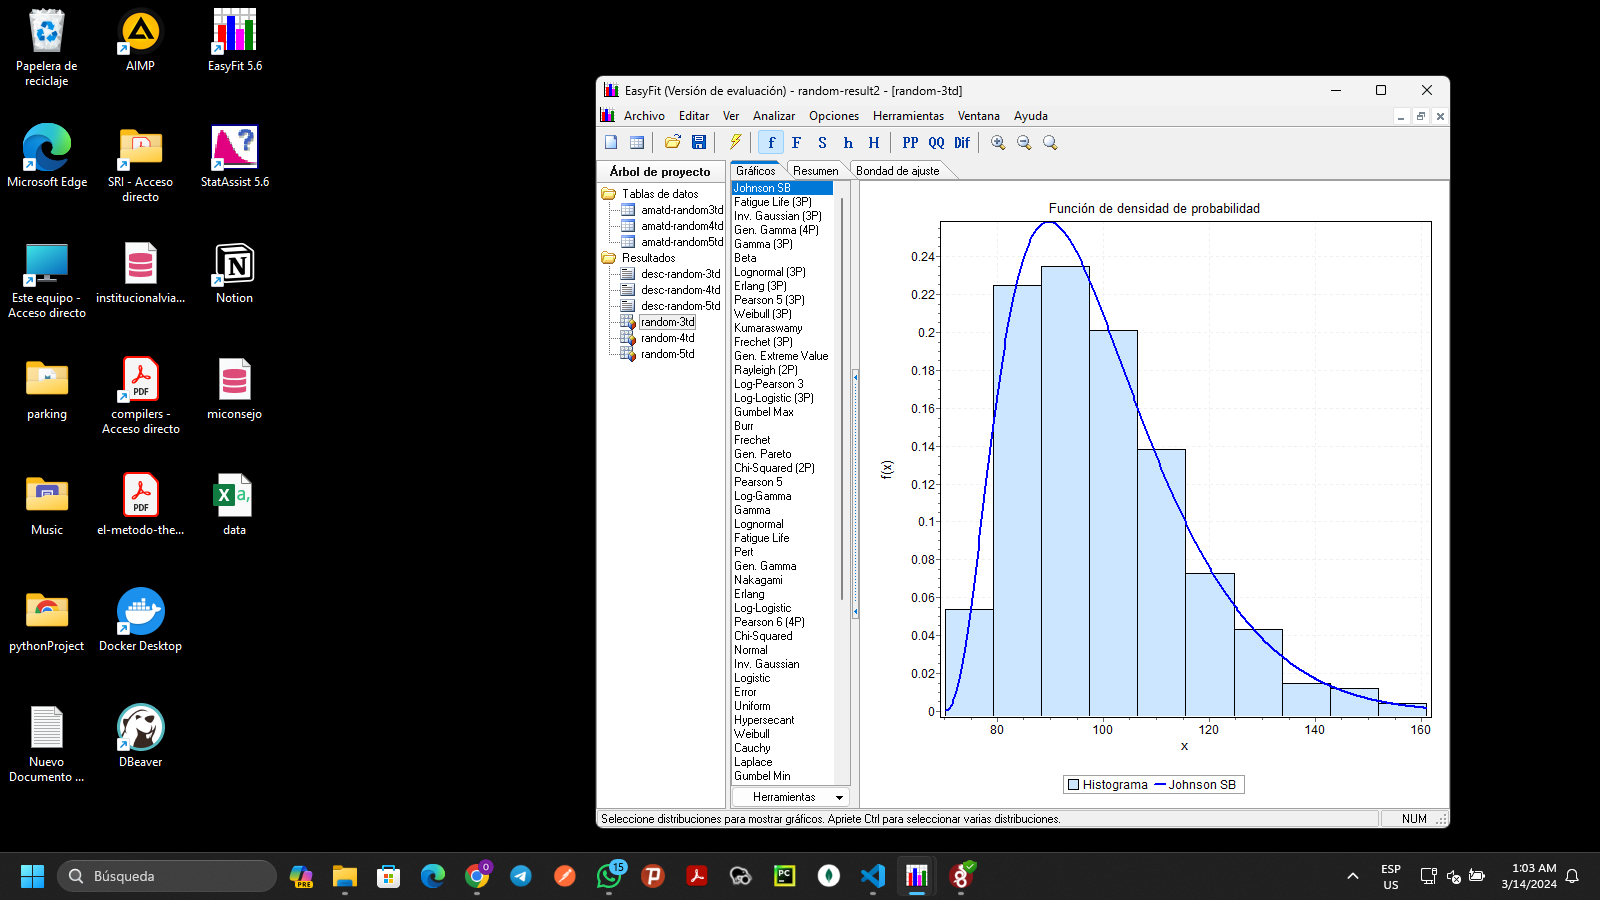 Papelera de
reciclaje
AIMP
EasyFit 5.6
Microsoft Edge
SRI - Acceso
directo
StatAssist 5.6
Este equipo -
Acceso directo
institucionalvia...
Notion
parking
compilers -
Acceso directo
miconsejo
Music
el-metodo-the...
data
pythonProject
Docker Desktop
Nuevo
Documento ...
DBeaver
EasyFit (Versión de evaluación) - random-result2 - [random-3td]
Archivo Editar Ver Analizar Opciones Herramientas Ventana Ayuda
f F S h H PP QQ Dif
Árbol de proyecto
Tablas de datos
amatd-random3td
amatd-random4td
amatd-random5td
Resultados
desc-random-3td
desc-random-4td
desc-random-5td
random-3td
random-4td
random-5td
Gráficos Resumen Bondad de ajuste
Johnson SB
Fatigue Life (3P)
Inv. Gaussian (3P)
Gen. Gamma (4P)
Gamma (3P)
Beta
Lognormal (3P)
Erlang (3P)
Pearson 5 (3P)
Weibull (3P)
Kumaraswamy
Frechet (3P)
Gen. Extreme Value
Rayleigh (2P)
Log-Pearson 3
Log-Logistic (3P)
Gumbel Max
Burr
Frechet
Gen. Pareto
Chi-Squared (2P)
Pearson 5
Log-Gamma
Gamma
Lognormal
Fatigue Life
Pert
Gen. Gamma
Nakagami
Erlang
Log-Logistic
Pearson 6 (4P)
Chi-Squared
Normal
Inv. Gaussian
Logistic
Error
Uniform
Hypersecant
Weibull
Cauchy
Laplace
Gumbel Min
Herramientas
Función de densidad de probabilidad
0.24
0.22
0.2
0.18
0.16
0.14
0.12
0.1
0.08
0.06
0.04
0.02
0
f(x)
80 100 120 140 160
x
Histograma Johnson SB
Seleccione distribuciones para mostrar gráficos. Apriete Ctrl para seleccionar varias distribuciones.
NUM
Búsqueda
PRE
0
15
PC
ESP
US
1:03 AM
3/14/2024